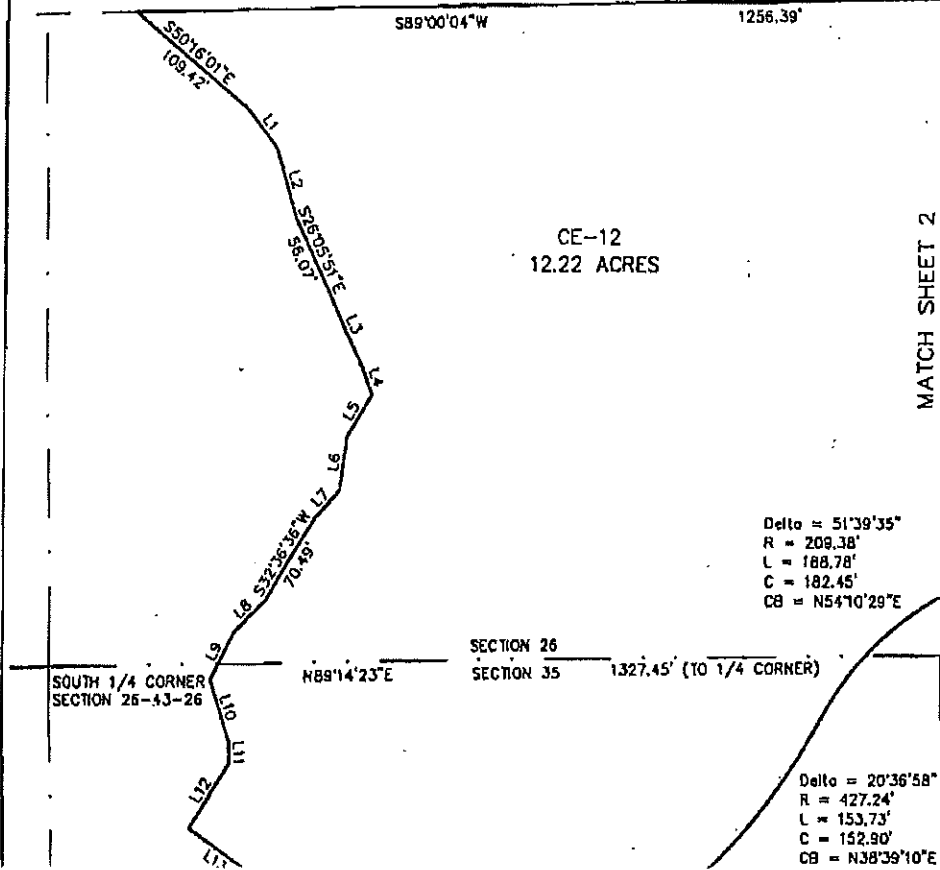 S89°00'04"W
1256.39'
S50°16'01"E
109.42'
L1
L2
S26°05'51"E
56.07'
L3
L4
L5
L6
L7
S32°36'36"W
70.49'
L8
L9
L10
L11
L12
L13
CE-12
12.22 ACRES
MATCH SHEET 2
Delta = 51°39'35"
R = 209.38'
L = 188.78'
C = 182.45'
CB = N54°10'29"E
SECTION 26
SECTION 35
N89°14'23"E
1327.45' (TO 1/4 CORNER)
SOUTH 1/4 CORNER
SECTION 26-43-26
Delta = 20°36'58"
R = 427.24'
L = 153.73'
C = 152.90'
CB = N38°39'10"E